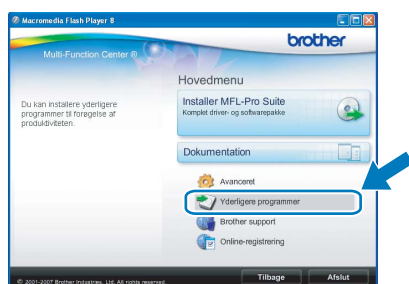 Macromedia Flash Player 8
brother
Multi-Function Center ®
Hovedmenu
Du kan installere yderligere
programmer til forøgelse af
produktiviteten.
Installer MFL-Pro Suite
Komplet driver- og softwarepakke
Dokumentation
Avanceret
Yderligere programmer
Brother support
Online-registrering
© 2001-2007 Brother Industries, Ltd. All rights reserved.
Tilbage
Afslut